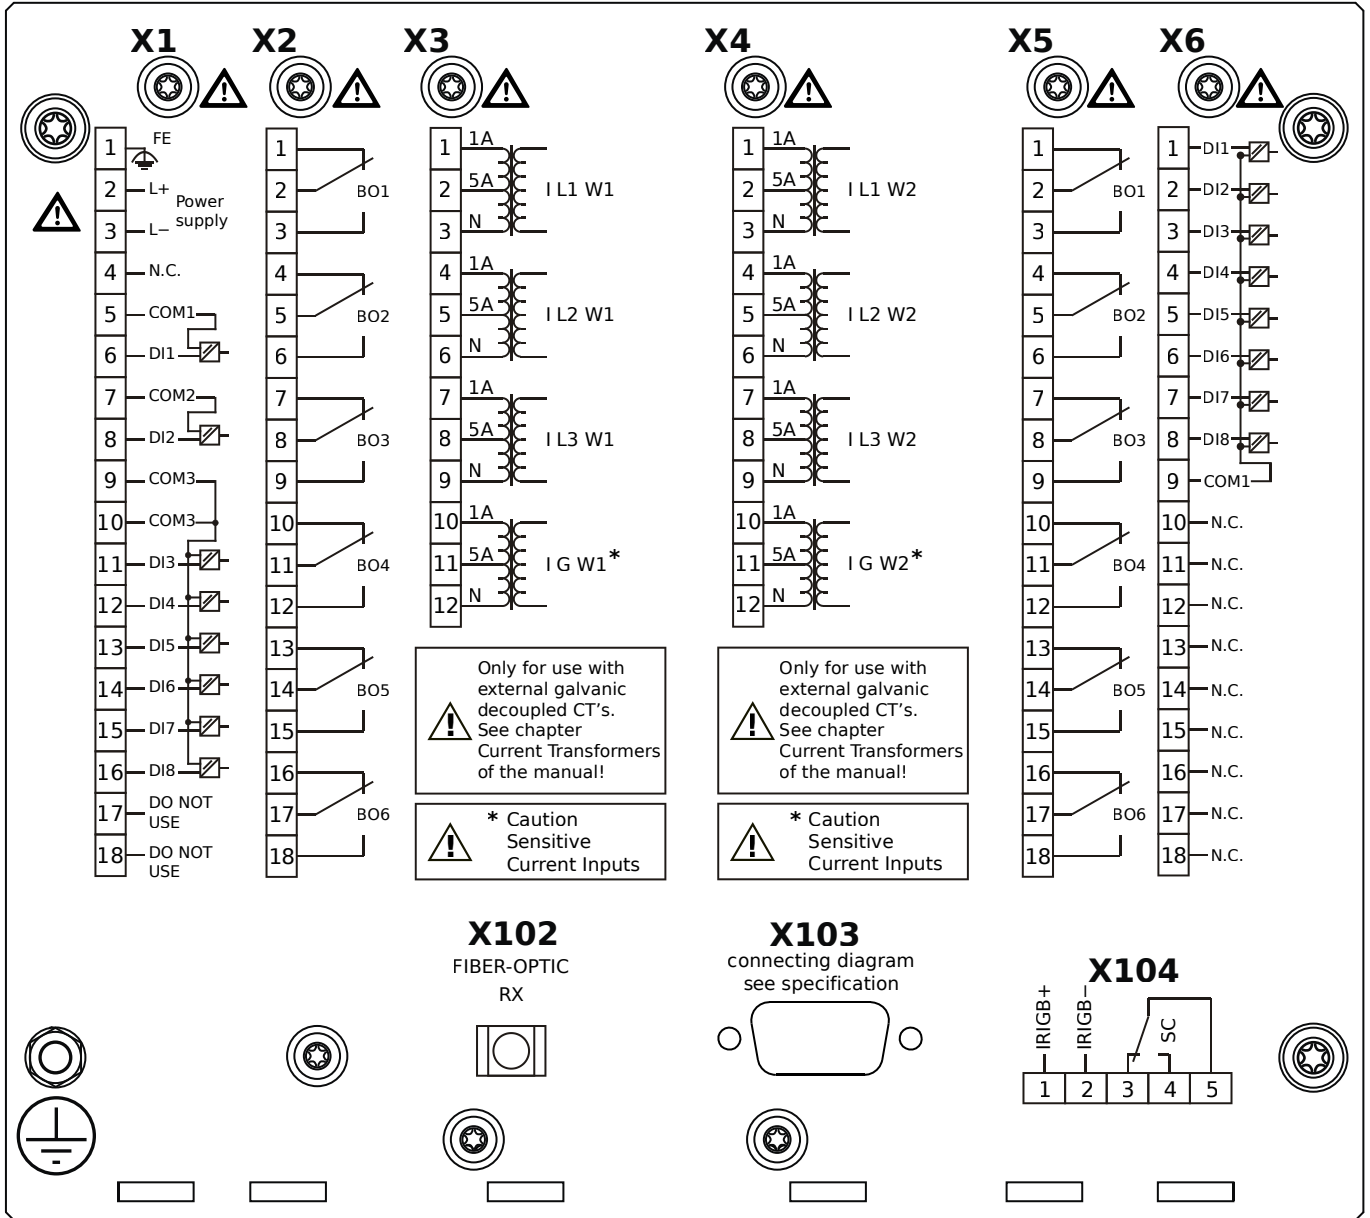 X1 X2 X3 X4 X5 X6
1 FE
2 L+
Power
supply
3 L−
4 N.C.
5 COM1
6 DI1
7 COM2
8 DI2
9 COM3
10 COM3
11 DI3
12 DI4
13 DI5
14 DI6
15 DI7
16 DI8
17 DO NOT
USE
18 DO NOT
USE
1
2 BO1
3
4
5 BO2
6
7
8 BO3
9
10
11 BO4
12
13
14 BO5
15
16
17 BO6
18
1 1A
2 5A I L1 W1
3 N
4 1A
5 5A I L2 W1
6 N
7 1A
8 5A I L3 W1
9 N
10 1A
11 5A I G W1*
12 N
Only for use with
external galvanic
decoupled CT's.
See chapter
Current Transformers
of the manual!
* Caution
Sensitive
Current Inputs
1 1A
2 5A I L1 W2
3 N
4 1A
5 5A I L2 W2
6 N
7 1A
8 5A I L3 W2
9 N
10 1A
11 5A I G W2*
12 N
Only for use with
external galvanic
decoupled CT's.
See chapter
Current Transformers
of the manual!
* Caution
Sensitive
Current Inputs
1
2 BO1
3
4
5 BO2
6
7
8 BO3
9
10
11 BO4
12
13
14 BO5
15
16
17 BO6
18
1 DI1
2 DI2
3 DI3
4 DI4
5 DI5
6 DI6
7 DI7
8 DI8
9 COM1
10 N.C.
11 N.C.
12 N.C.
13 N.C.
14 N.C.
15 N.C.
16 N.C.
17 N.C.
18 N.C.
X102
FIBER-OPTIC
RX
X103
connecting diagram
see specification
X104
IRIGB+
IRIGB−
SC
1 2 3 4 5